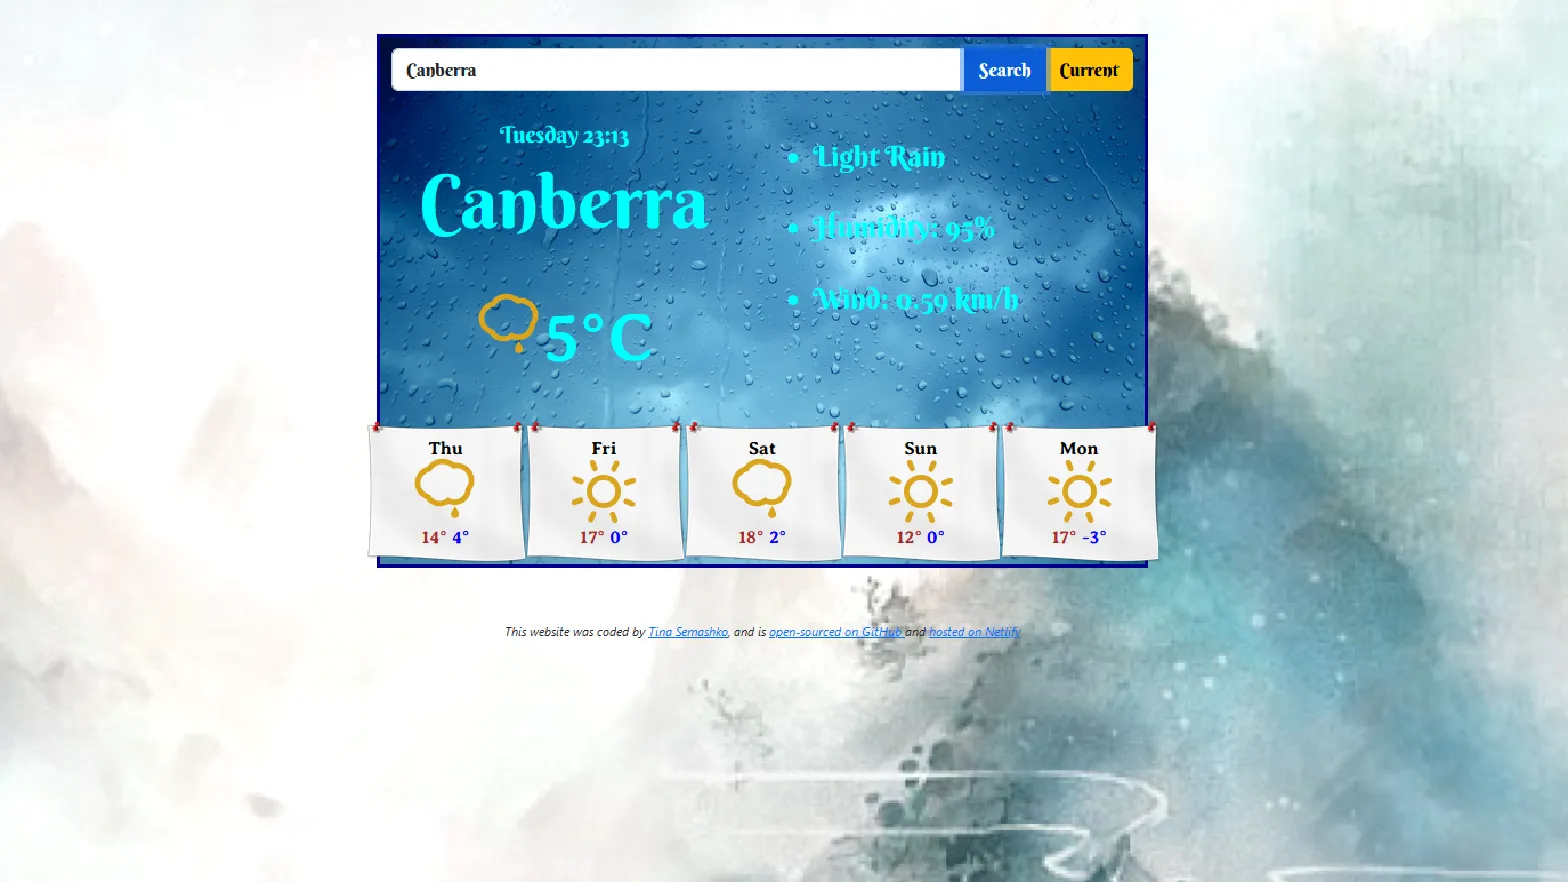 Canberra
Search
Current
Tuesday 23:13
Canberra
5°C
Light Rain
Humidity: 95%
Wind: 0.59 km/h
Thu
14° 4°
Fri
17° 0°
Sat
18° 2°
Sun
12° 0°
Mon
17° -3°
This website was coded by Tina Semashko, and is open-sourced on GitHub and hosted on Netlify